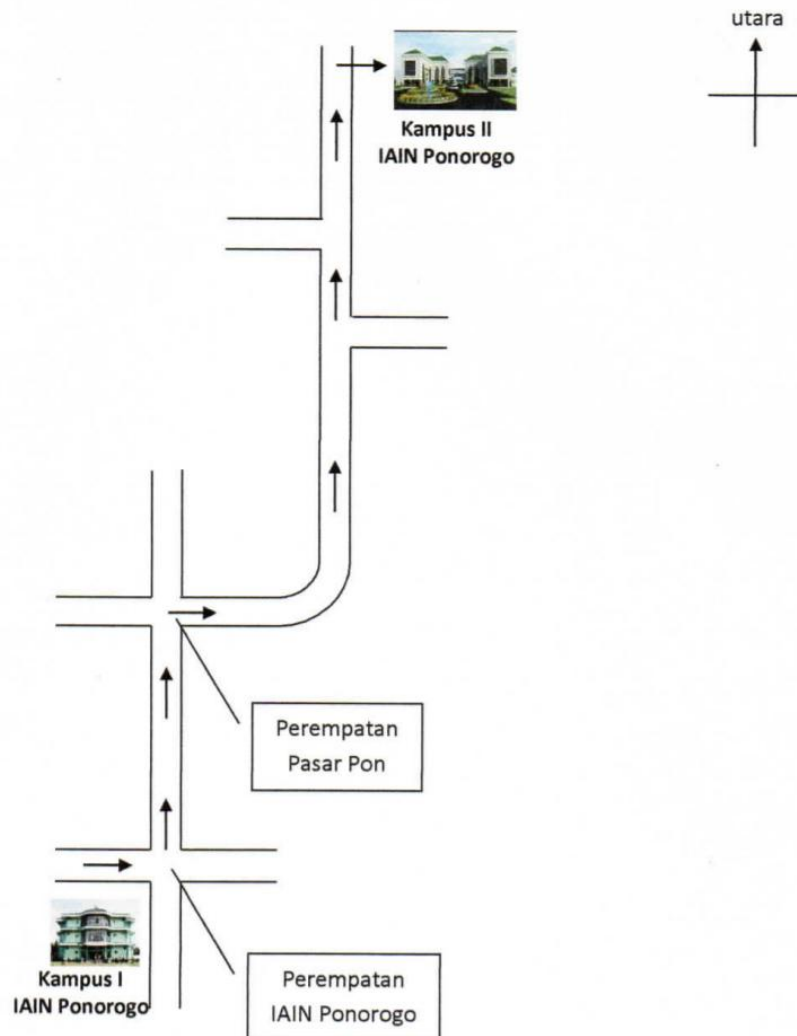 utara
Kampus II
IAIN Ponorogo
Perempatan
Pasar Pon
Kampus I
IAIN Ponorogo
Perempatan
IAIN Ponorogo